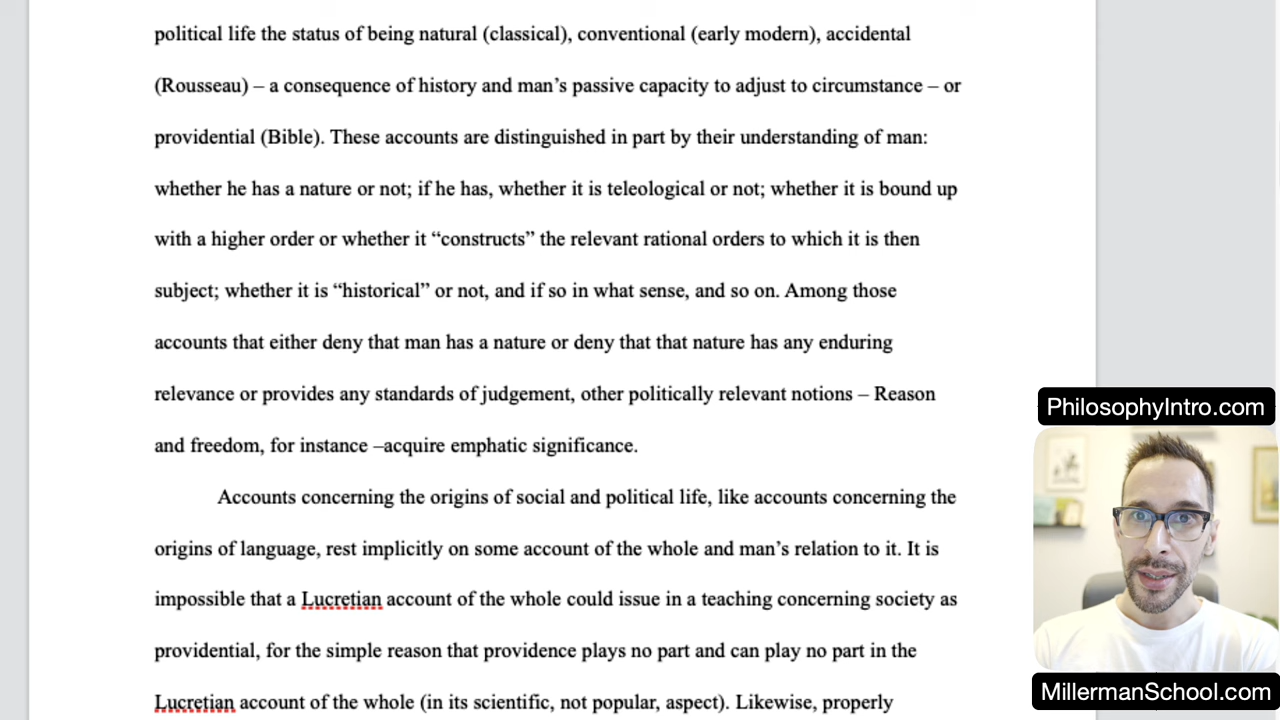 political life the status of being natural (classical), conventional (early modern), accidental
(Rousseau) – a consequence of history and man’s passive capacity to adjust to circumstance – or
providential (Bible). These accounts are distinguished in part by their understanding of man:
whether he has a nature or not; if he has, whether it is teleological or not; whether it is bound up
with a higher order or whether it “constructs” the relevant rational orders to which it is then
subject; whether it is “historical” or not, and if so in what sense, and so on. Among those
accounts that either deny that man has a nature or deny that that nature has any enduring
relevance or provides any standards of judgement, other politically relevant notions – Reason
and freedom, for instance –acquire emphatic significance.
Accounts concerning the origins of social and political life, like accounts concerning the
origins of language, rest implicitly on some account of the whole and man’s relation to it. It is
impossible that a Lucretian account of the whole could issue in a teaching concerning society as
providential, for the simple reason that providence plays no part and can play no part in the
Lucretian account of the whole (in its scientific, not popular, aspect). Likewise, properly
PhilosophyIntro.com
MillermanSchool.com